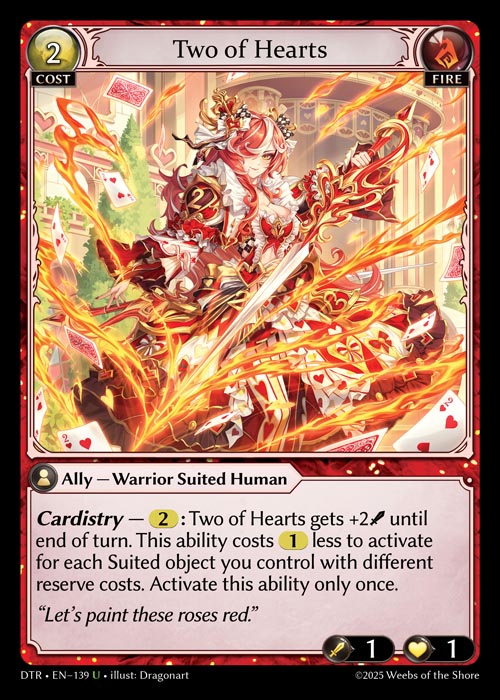 2
Two of Hearts
COST
FIRE
Ally — Warrior Suited Human
Cardistry — 2 : Two of Hearts gets +2 until
end of turn. This ability costs 1 less to activate
for each Suited object you control with different
reserve costs. Activate this ability only once.
“Let’s paint these roses red.”
1
1
DTR • EN–139 U • illust: Dragonart
©2025 Weebs of the Shore